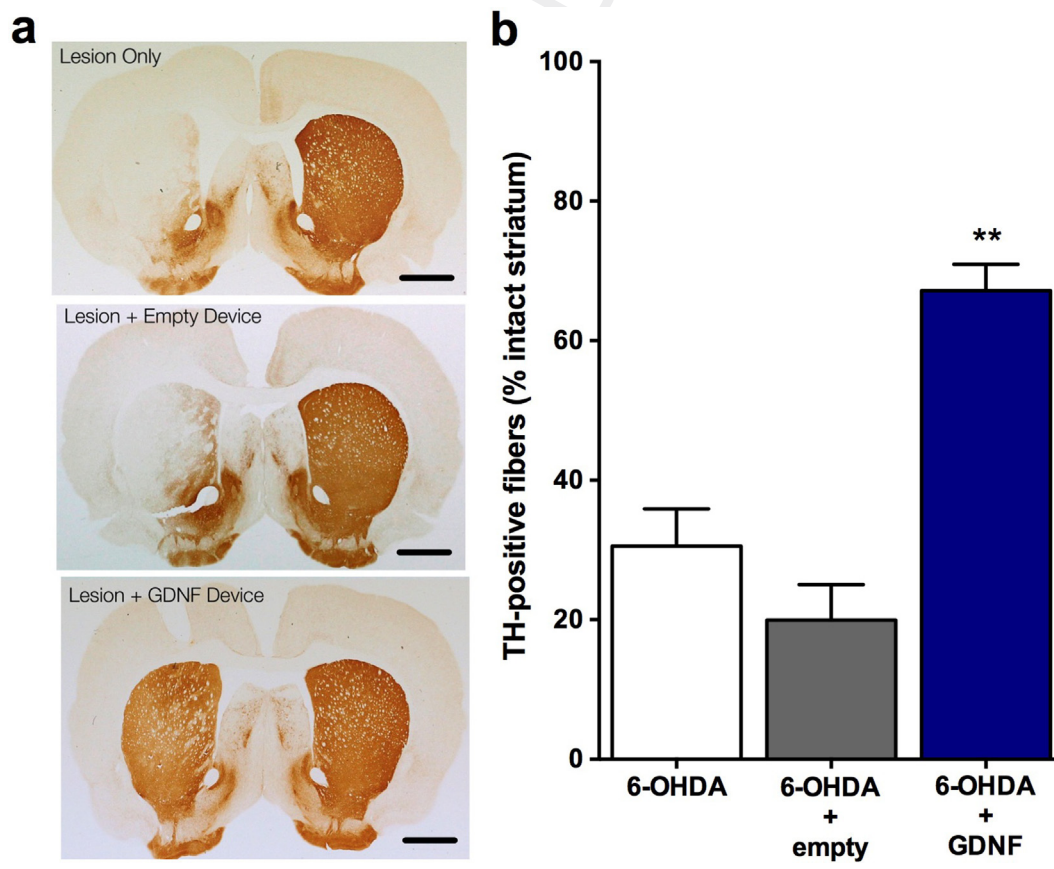 a
Lesion Only
Lesion + Empty Device
Lesion + GDNF Device
b
TH-positive fibers (% intact striatum)
100
80
60
40
20
0
**
6-OHDA
6-OHDA
+
empty
6-OHDA
+
GDNF